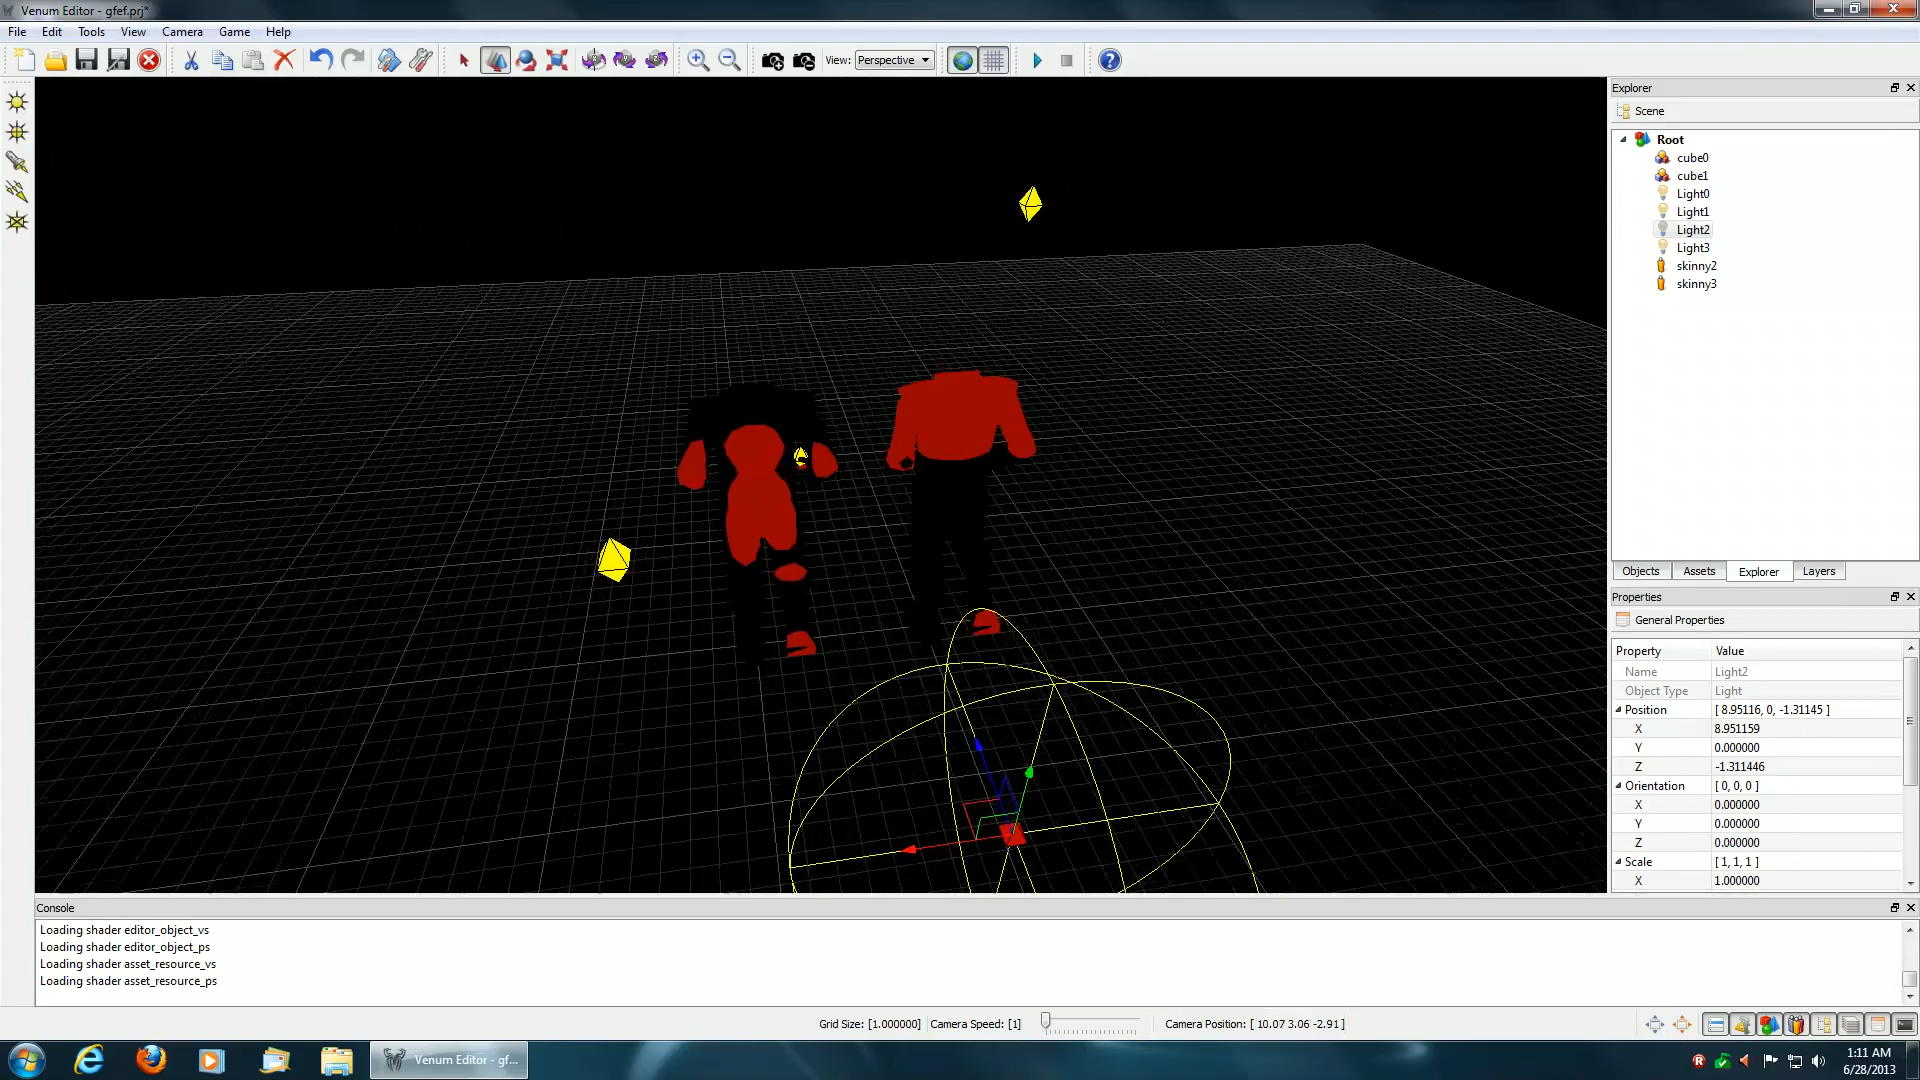 Venum Editor - gfef.prj*
File Edit Tools View Camera Game Help
View: Perspective
Explorer
Scene
Root
cube0
cube1
Light0
Light1
Light2
Light3
skinny2
skinny3
Objects Assets Explorer Layers
Properties
General Properties
Property Value
Name Light2
Object Type Light
Position [ 8.95116, 0, -1.31145 ]
X 8.951159
Y 0.000000
Z -1.311446
Orientation [ 0, 0, 0 ]
X 0.000000
Y 0.000000
Z 0.000000
Scale [ 1, 1, 1 ]
X 1.000000
Console
Loading shader editor_object_vs
Loading shader editor_object_ps
Loading shader asset_resource_vs
Loading shader asset_resource_ps
Grid Size: [1.000000] Camera Speed: [1] Camera Position: [ 10.07 3.06 -2.91 ]
Venum Editor - gf...
1:11 AM
6/28/2013